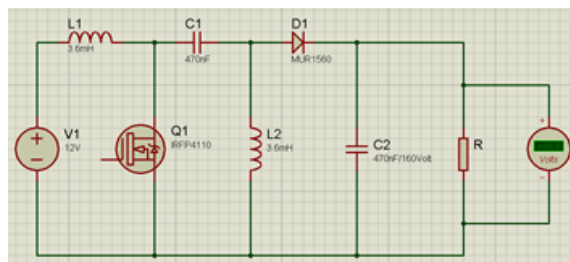 L1
3.6mH
C1
470nF
D1
MUR1560
V1
12V
Q1
IRFP4110
L2
3.6mH
C2
470nF/160Volt
R
+
Volts
−